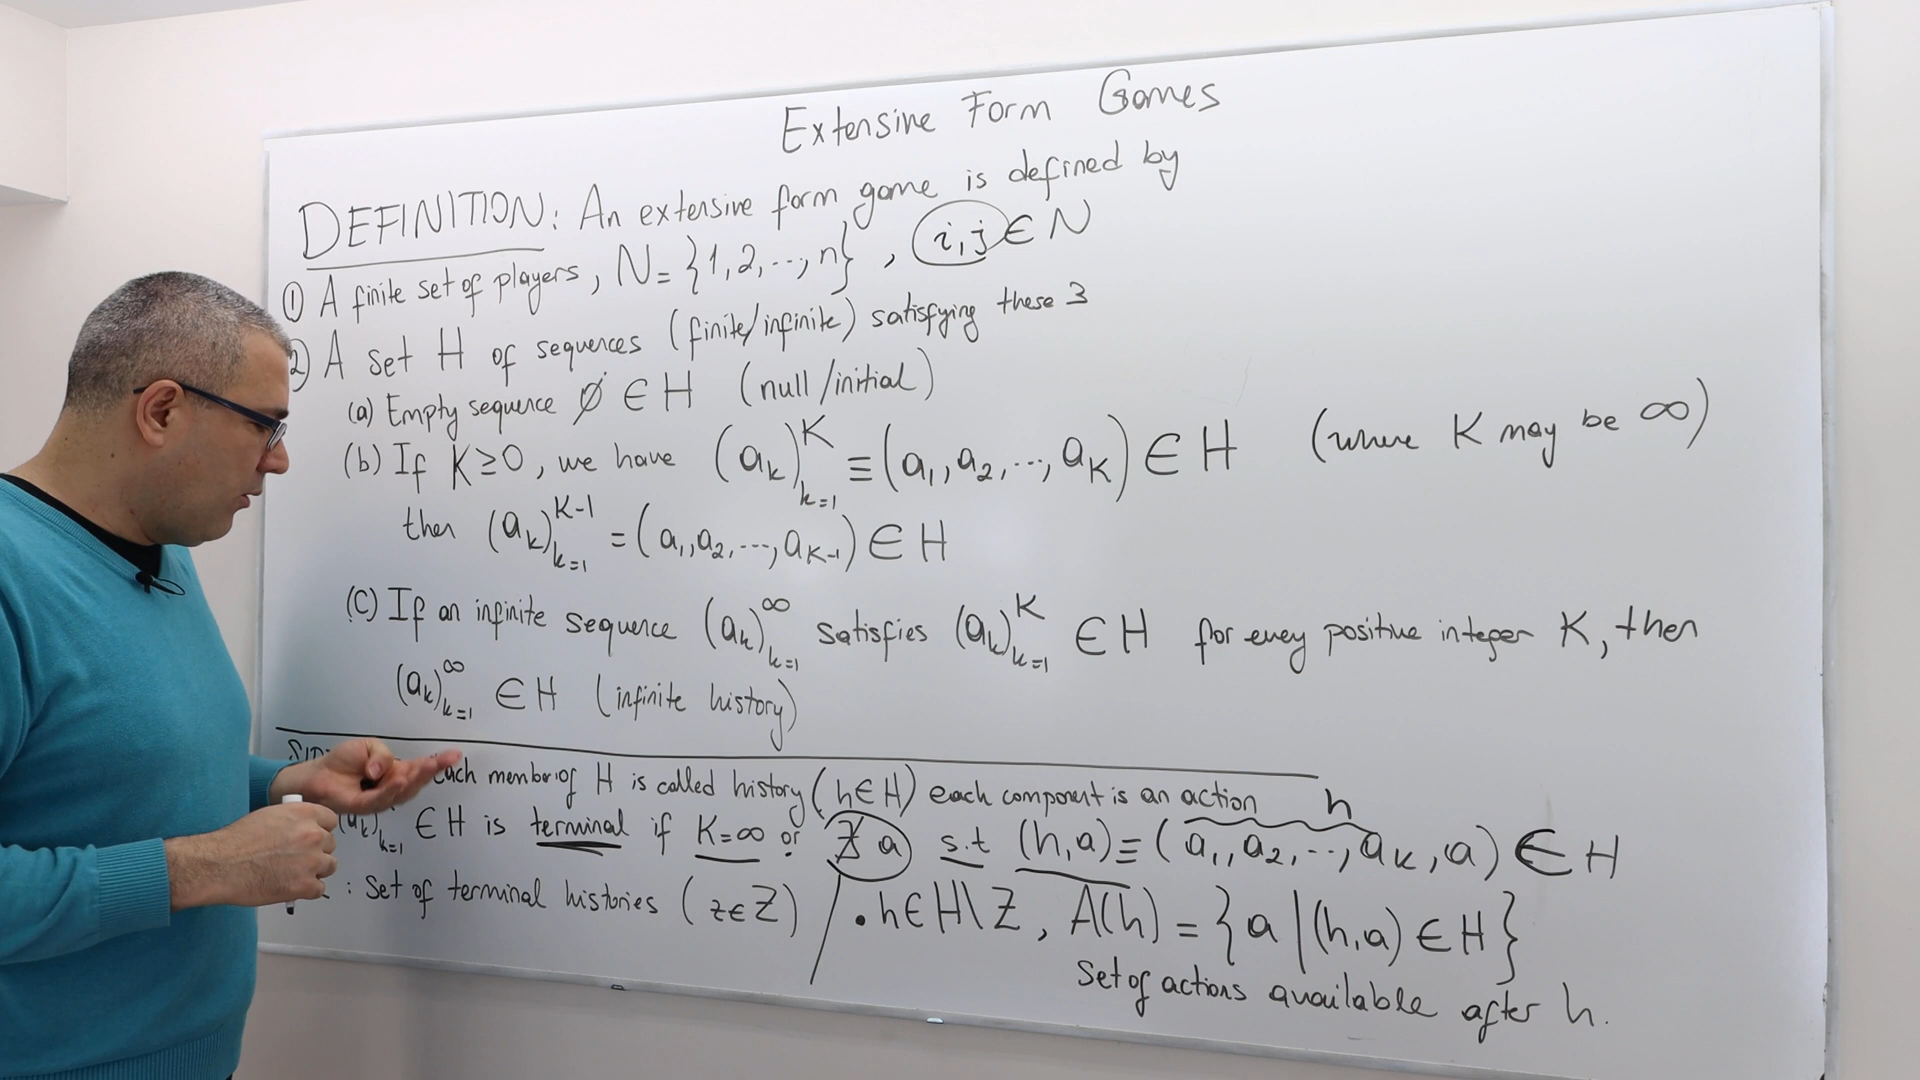 Extensive Form Games
DEFINITION: An extensive form game is defined by
① A finite set of players, N = {1, 2, ..., n}, i, j ∈ N
2) A set H of sequences (finite/infinite) satisfying these 3
(a) Empty sequence ∅ ∈ H (null/initial)
(b) If K≥0, we have (a_k)_{k=1}^{K} ≡ (a_1, a_2, ..., a_K) ∈ H (where K may be ∞)
then (a_k)_{k=1}^{K-1} = (a_1, a_2, ..., a_{K-1}) ∈ H
(C) If an infinite sequence (a_k)_{k=1}^{∞} satisfies (a_k)_{k=1}^{K} ∈ H for every positive integer K, then
(a_k)_{k=1}^{∞} ∈ H (infinite history)
Each member of H is called history (h∈H) each component is an action
h
(a_k)_{k=1} ∈ H is terminal if K=∞ or ∄ a s.t (h,a) ≡ (a_1, a_2, ..., a_K, a) ∈ H
: Set of terminal histories (z∈Z) / • h∈H\Z, A(h) = {a | (h,a) ∈ H}
Set of actions available after h.